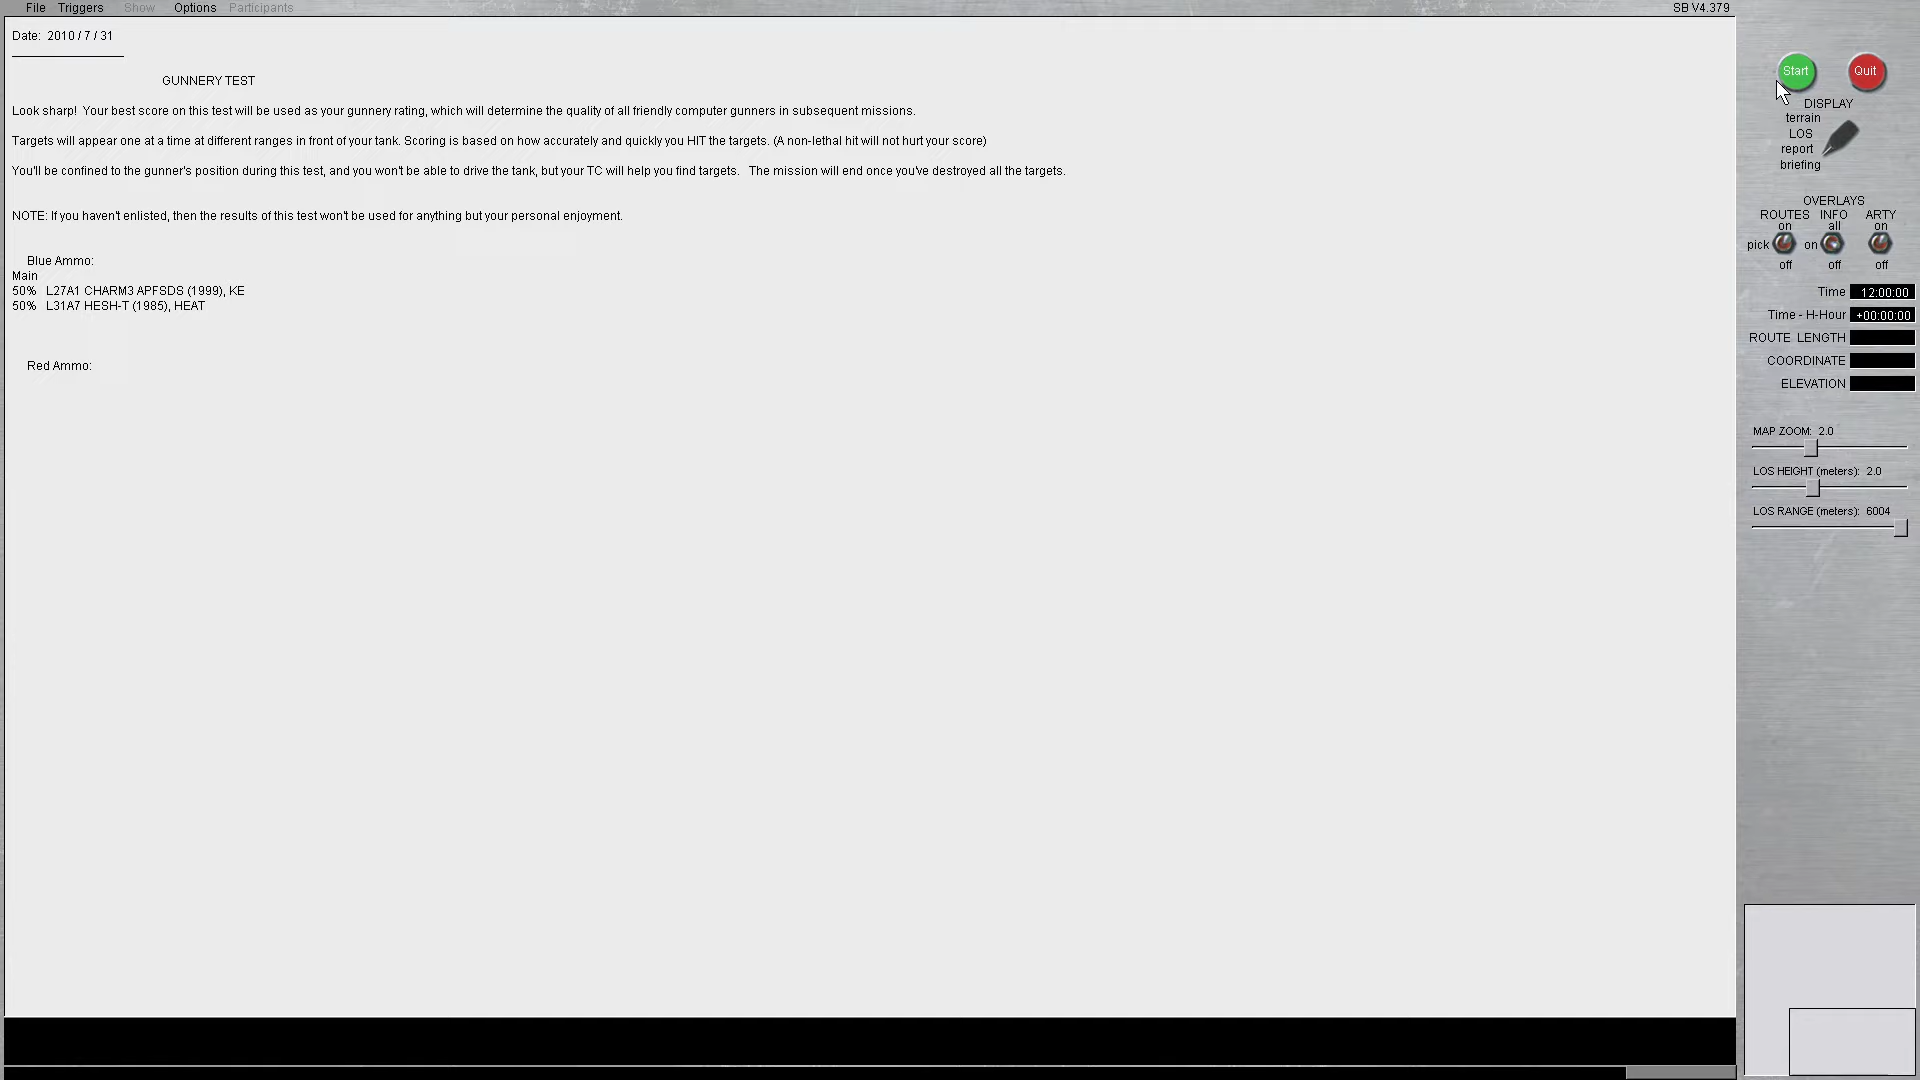 File Triggers Show Options Participants SB V4.379
Date: 2010 / 7 / 31
GUNNERY TEST
Look sharp! Your best score on this test will be used as your gunnery rating, which will determine the quality of all friendly computer gunners in subsequent missions.
Targets will appear one at a time at different ranges in front of your tank. Scoring is based on how accurately and quickly you HIT the targets. (A non-lethal hit will not hurt your score)
You'll be confined to the gunner's position during this test, and you won't be able to drive the tank, but your TC will help you find targets. The mission will end once you've destroyed all the targets.
NOTE: If you haven't enlisted, then the results of this test won't be used for anything but your personal enjoyment.
Blue Ammo:
Main
50% L27A1 CHARM3 APFSDS (1999), KE
50% L31A7 HESH-T (1985), HEAT
Red Ammo:
Start Quit
DISPLAY
terrain
LOS
report
briefing
OVERLAYS
ROUTES INFO ARTY
on all on
pick on
off off off
Time 12:00:00
Time - H-Hour +00:00:00
ROUTE LENGTH
COORDINATE
ELEVATION
MAP ZOOM: 2.0
LOS HEIGHT (meters): 2.0
LOS RANGE (meters): 6004